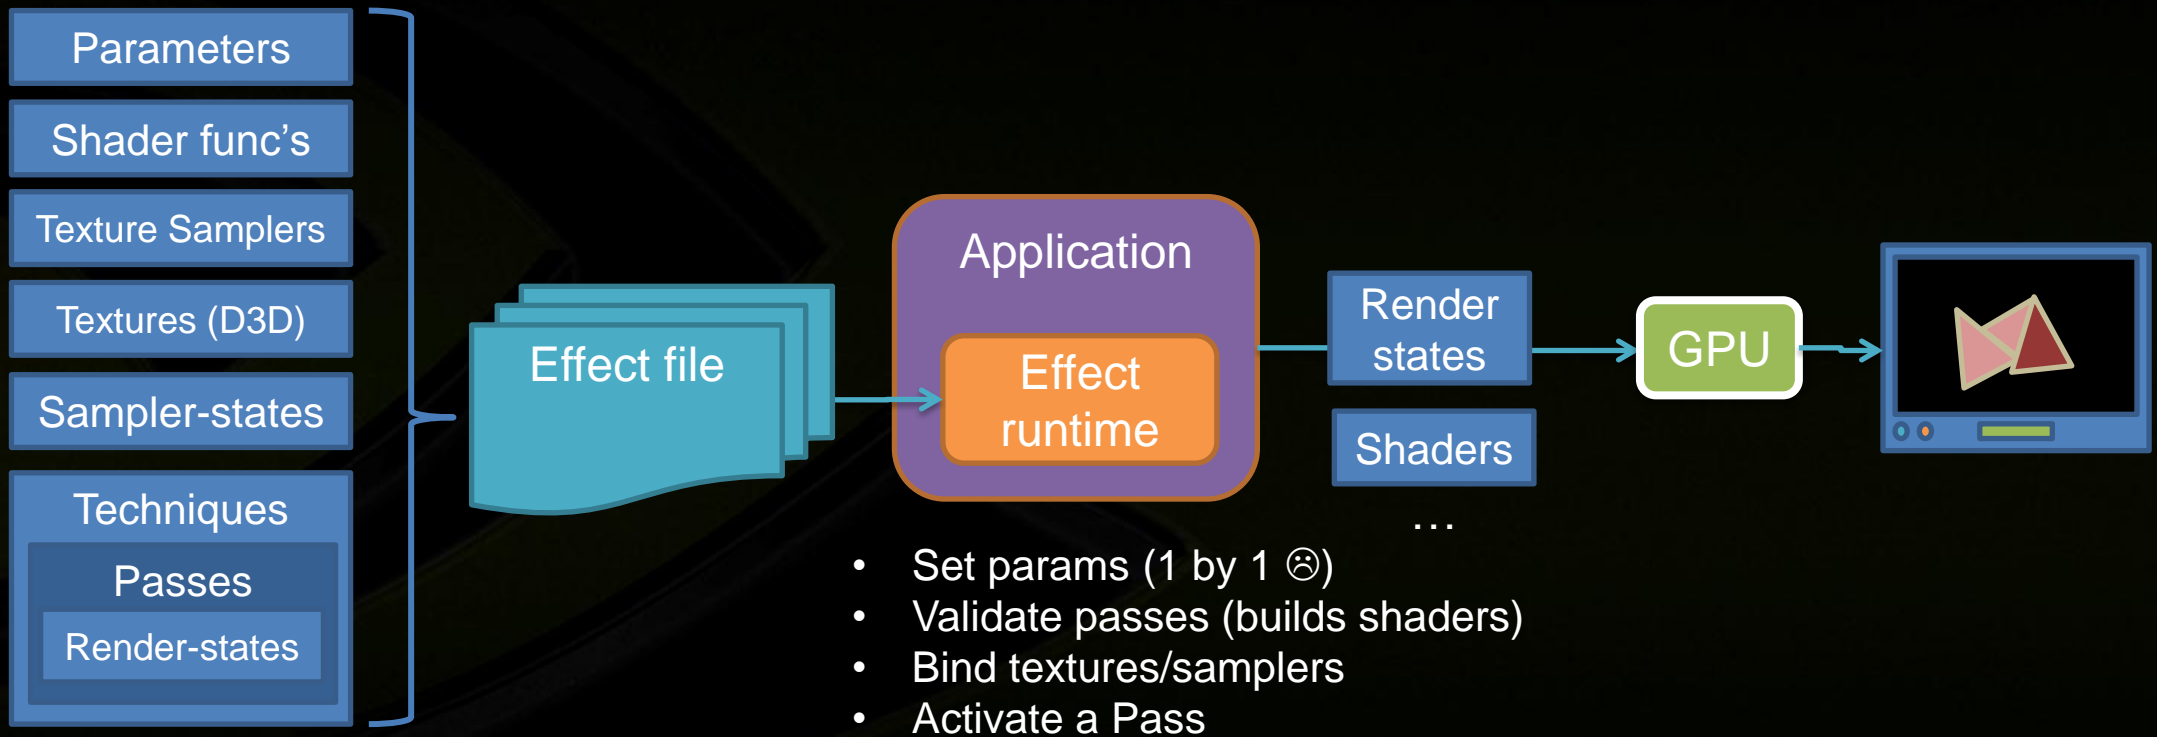 Parameters
Shader func’s
Texture Samplers
Textures (D3D)
Sampler-states
Techniques
Passes
Render-states
Effect file
Application
Effect
runtime
Render
states
Shaders
…
GPU
• Set params (1 by 1 ☹)
• Validate passes (builds shaders)
• Bind textures/samplers
• Activate a Pass